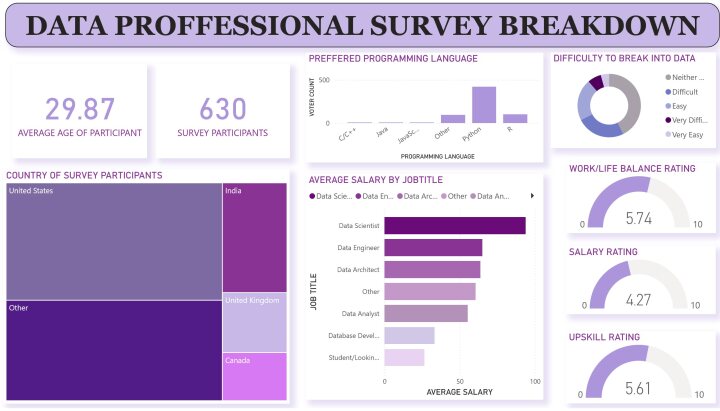 DATA PROFFESSIONAL SURVEY BREAKDOWN
29.87
AVERAGE AGE OF PARTICIPANT
630
SURVEY PARTICIPANTS
PREFFERED PROGRAMMING LANGUAGE
VOTER COUNT
500
0
C/C++
Java
JavaSc...
Other
Python
R
PROGRAMMING LANGUAGE
DIFFICULTY TO BREAK INTO DATA
Neither ...
Difficult
Easy
Very Diffi...
Very Easy
COUNTRY OF SURVEY PARTICIPANTS
United States
India
Other
United Kingdom
Canada
AVERAGE SALARY BY JOBTITLE
Data Scie... Data En... Data Arc... Other Data An...
JOB TITLE
Data Scientist
Data Engineer
Data Architect
Other
Data Analyst
Database Devel...
Student/Lookin...
0 50 100
AVERAGE SALARY
WORK/LIFE BALANCE RATING
0 5.74 10
SALARY RATING
0 4.27 10
UPSKILL RATING
0 5.61 10